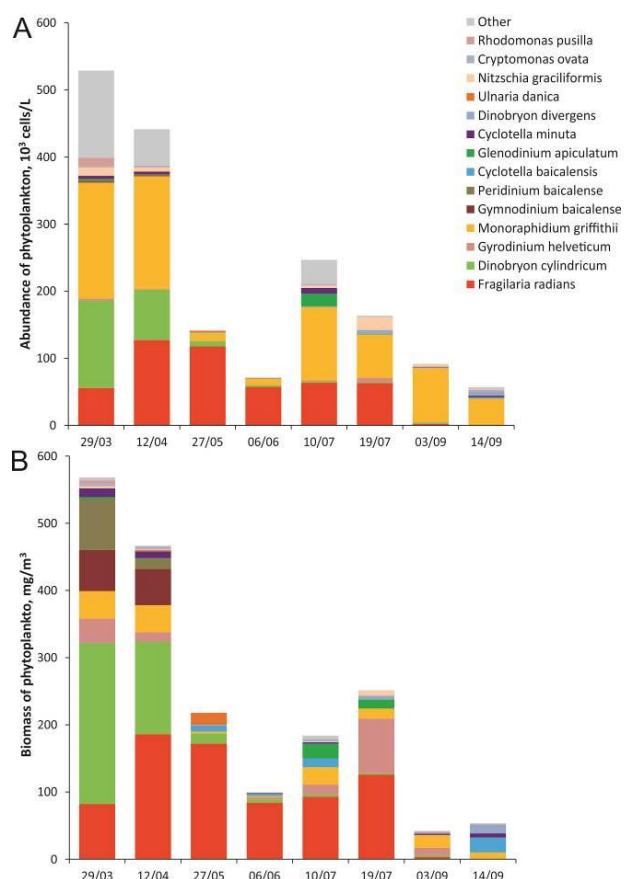 A
Abundance of phytoplankton, 10³ cells/L
600
500
400
300
200
100
0
29/03 12/04 27/05 06/06 10/07 19/07 03/09 14/09
Other
Rhodomonas pusilla
Cryptomonas ovata
Nitzschia graciliformis
Ulnaria danica
Dinobryon divergens
Cyclotella minuta
Glenodinium apiculatum
Cyclotella baicalensis
Peridinium baicalense
Gymnodinium baicalense
Monoraphidium griffithii
Gyrodinium helveticum
Dinobryon cylindricum
Fragilaria radians
B
Biomass of phytoplankto, mg/m³
600
500
400
300
200
100
0
29/03 12/04 27/05 06/06 10/07 19/07 03/09 14/09